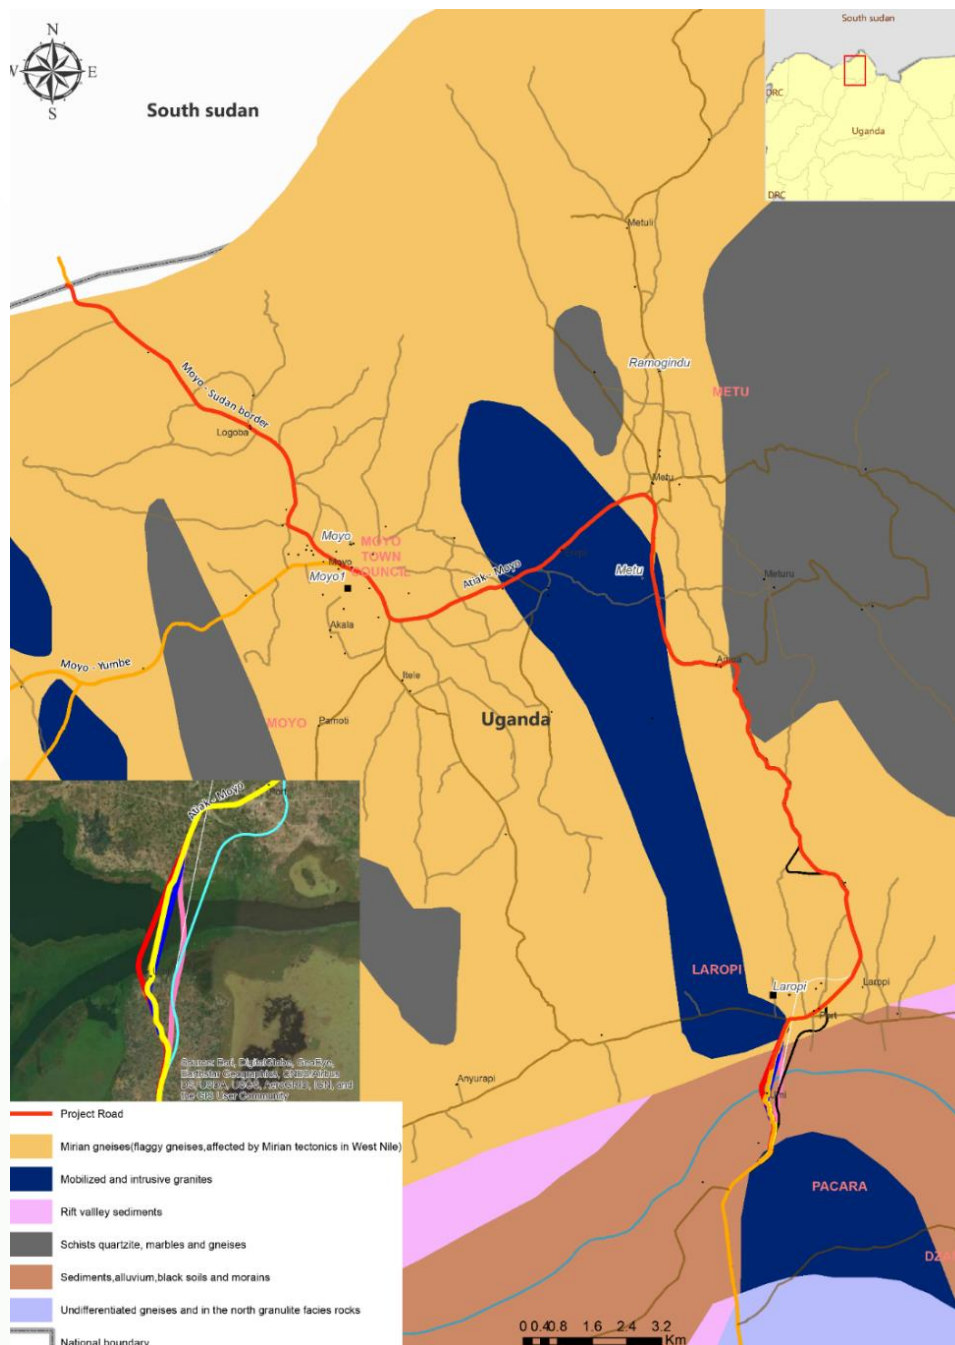 N
W
E
S
South sudan
South sudan
DRC
Uganda
DRC
Metuli
Ramogindu
METU
Moyo - Sudan border
Logoba
Metu
Moyo
MOYO
TOWN
COUNCIL
Moyo
Moyo1
Atiak - Moyo
Metu
Meturu
Akala
Moyo - Yumbe
Itele
MOYO
Pamoti
Uganda
Atiak - Moyo
LAROPI
Laropi
Laropi
Port
Source: Esri, DigitalGlobe, GeoEye,
Earthstar Geographics, CNES/Airbus
DS, USDA, USGS, AeroGRID, IGN, and
the GIS User Community
Anyurapi
PACARA
Project Road
Mirian gneises(flaggy gneises,affected by Mirian tectonics in West Nile)
Mobilized and intrusive granites
Rift vallley sediments
Schists quartzite, marbles and gneises
Sediments,alluvium,black soils and morains
Undifferentiated gneises and in the north granulite facies rocks
National boundary
0 0.4 0.8 1.6 2.4 3.2
Km